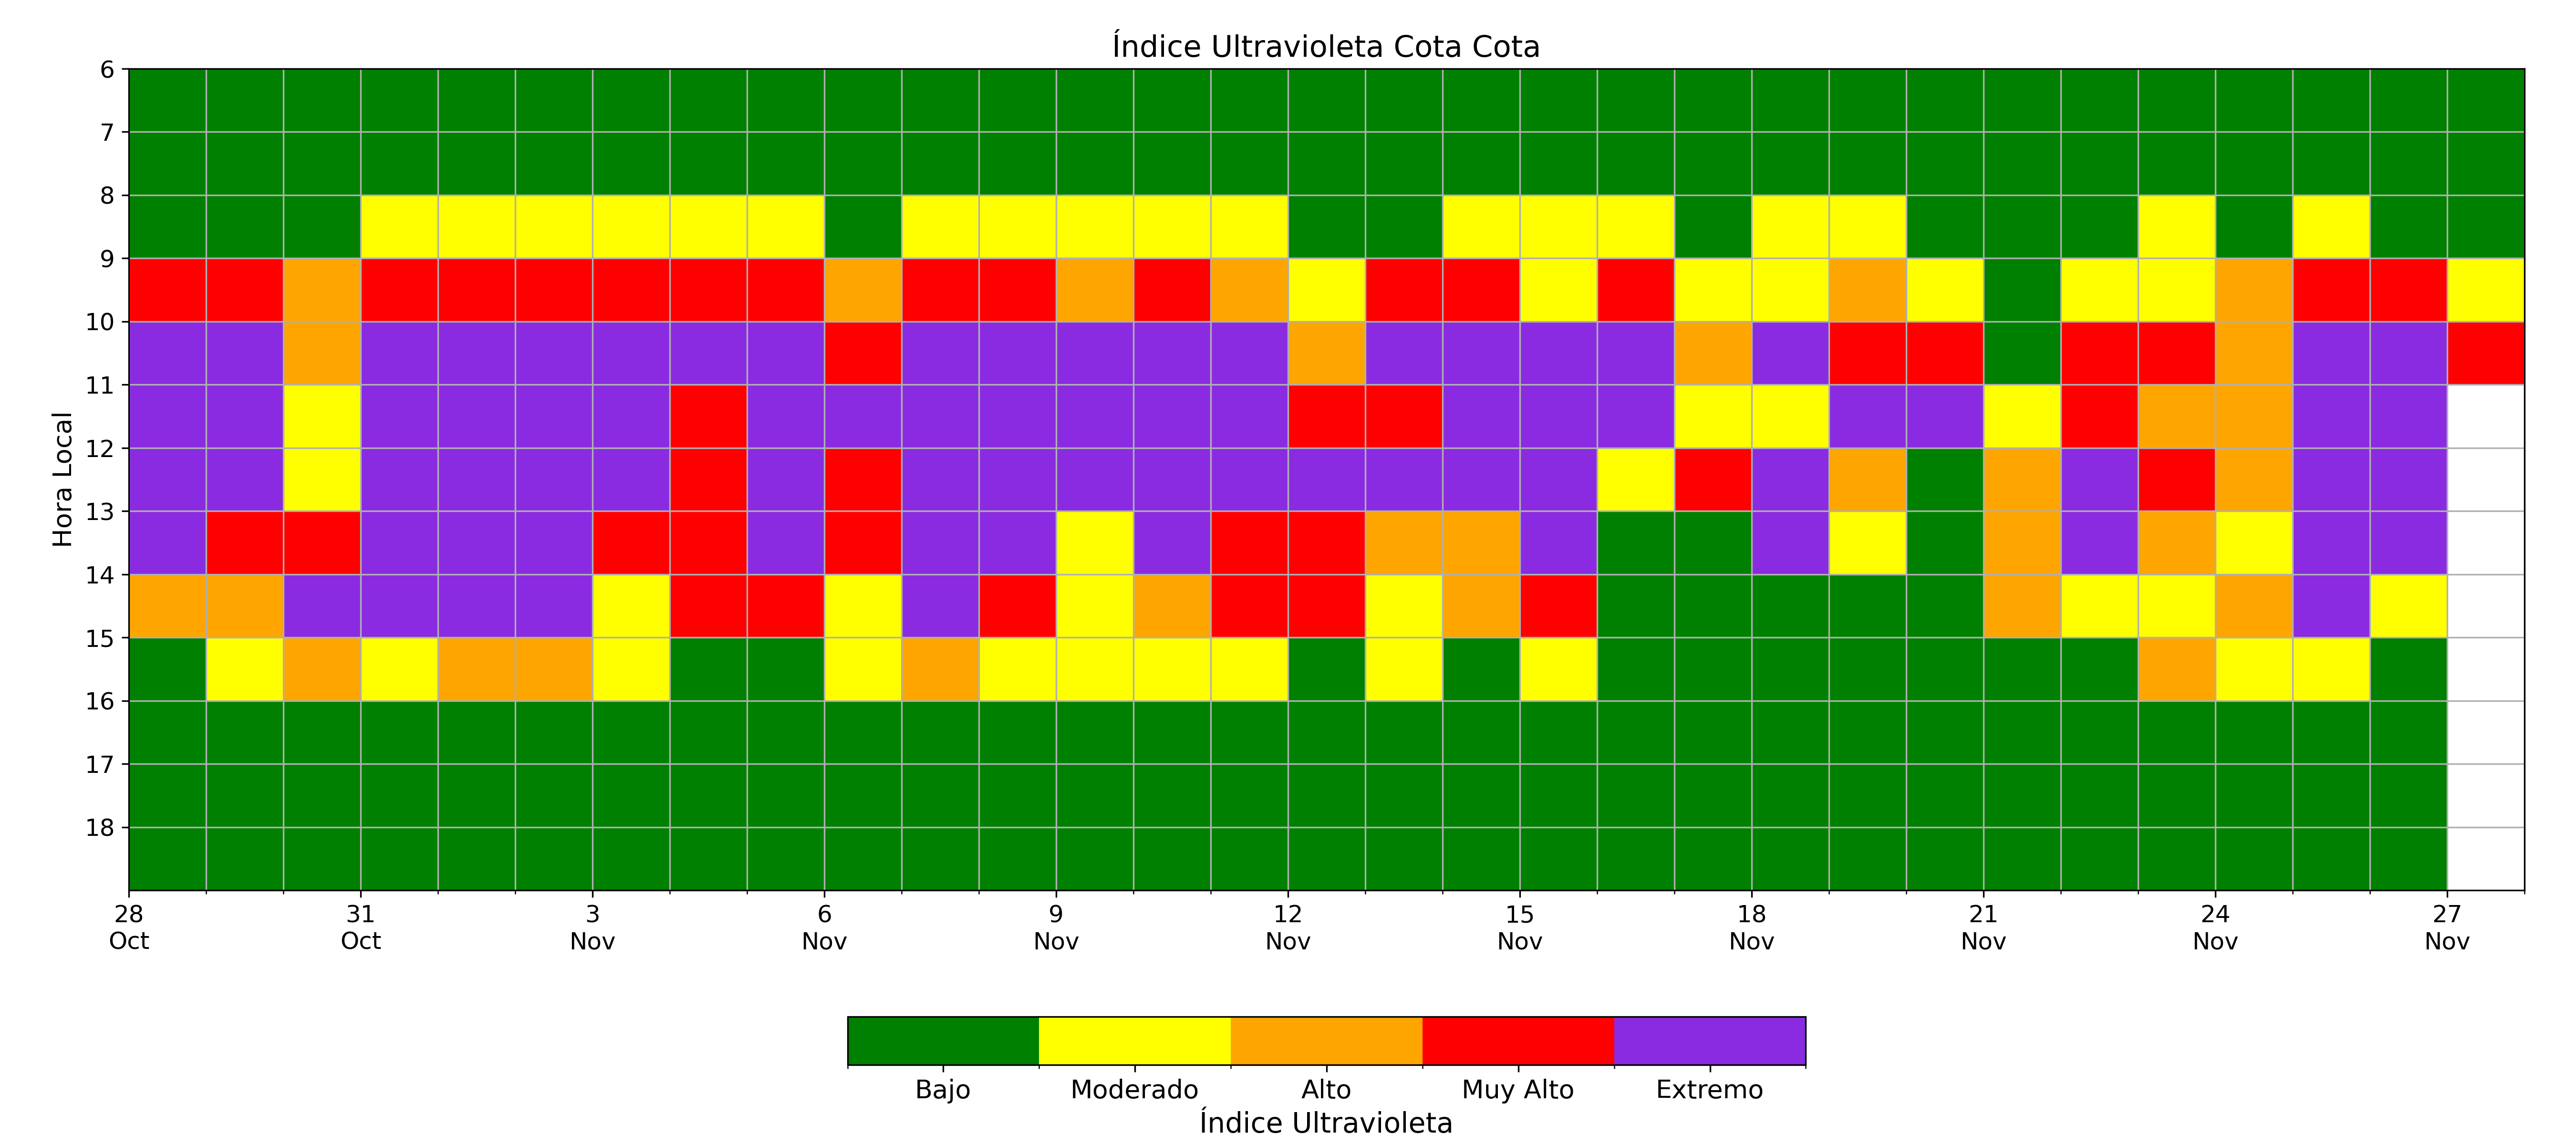 Índice Ultravioleta Cota Cota
Hora Local
6
7
8
9
10
11
12
13
14
15
16
17
18
28 31 3 6 9 12 15 18 21 24 27
Oct Oct Nov Nov Nov Nov Nov Nov Nov Nov Nov
Bajo Moderado Alto Muy Alto Extremo
Índice Ultravioleta